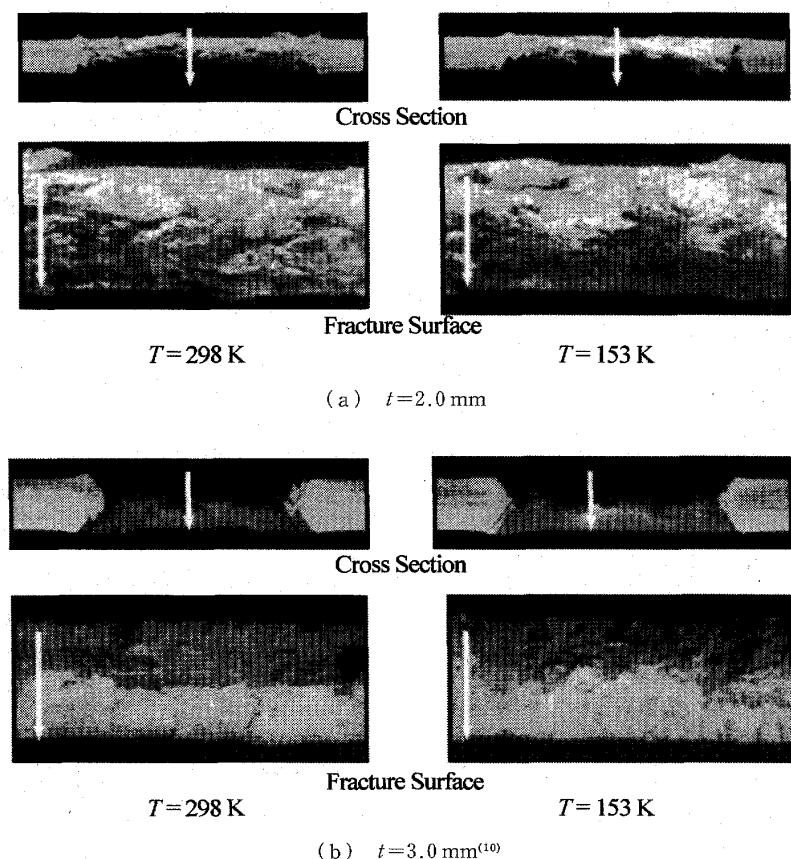 Cross Section
Fracture Surface
T=298 K T=153 K
(a) t=2.0 mm
Cross Section
Fracture Surface
T=298 K T=153 K
(b) t=3.0 mm(10)